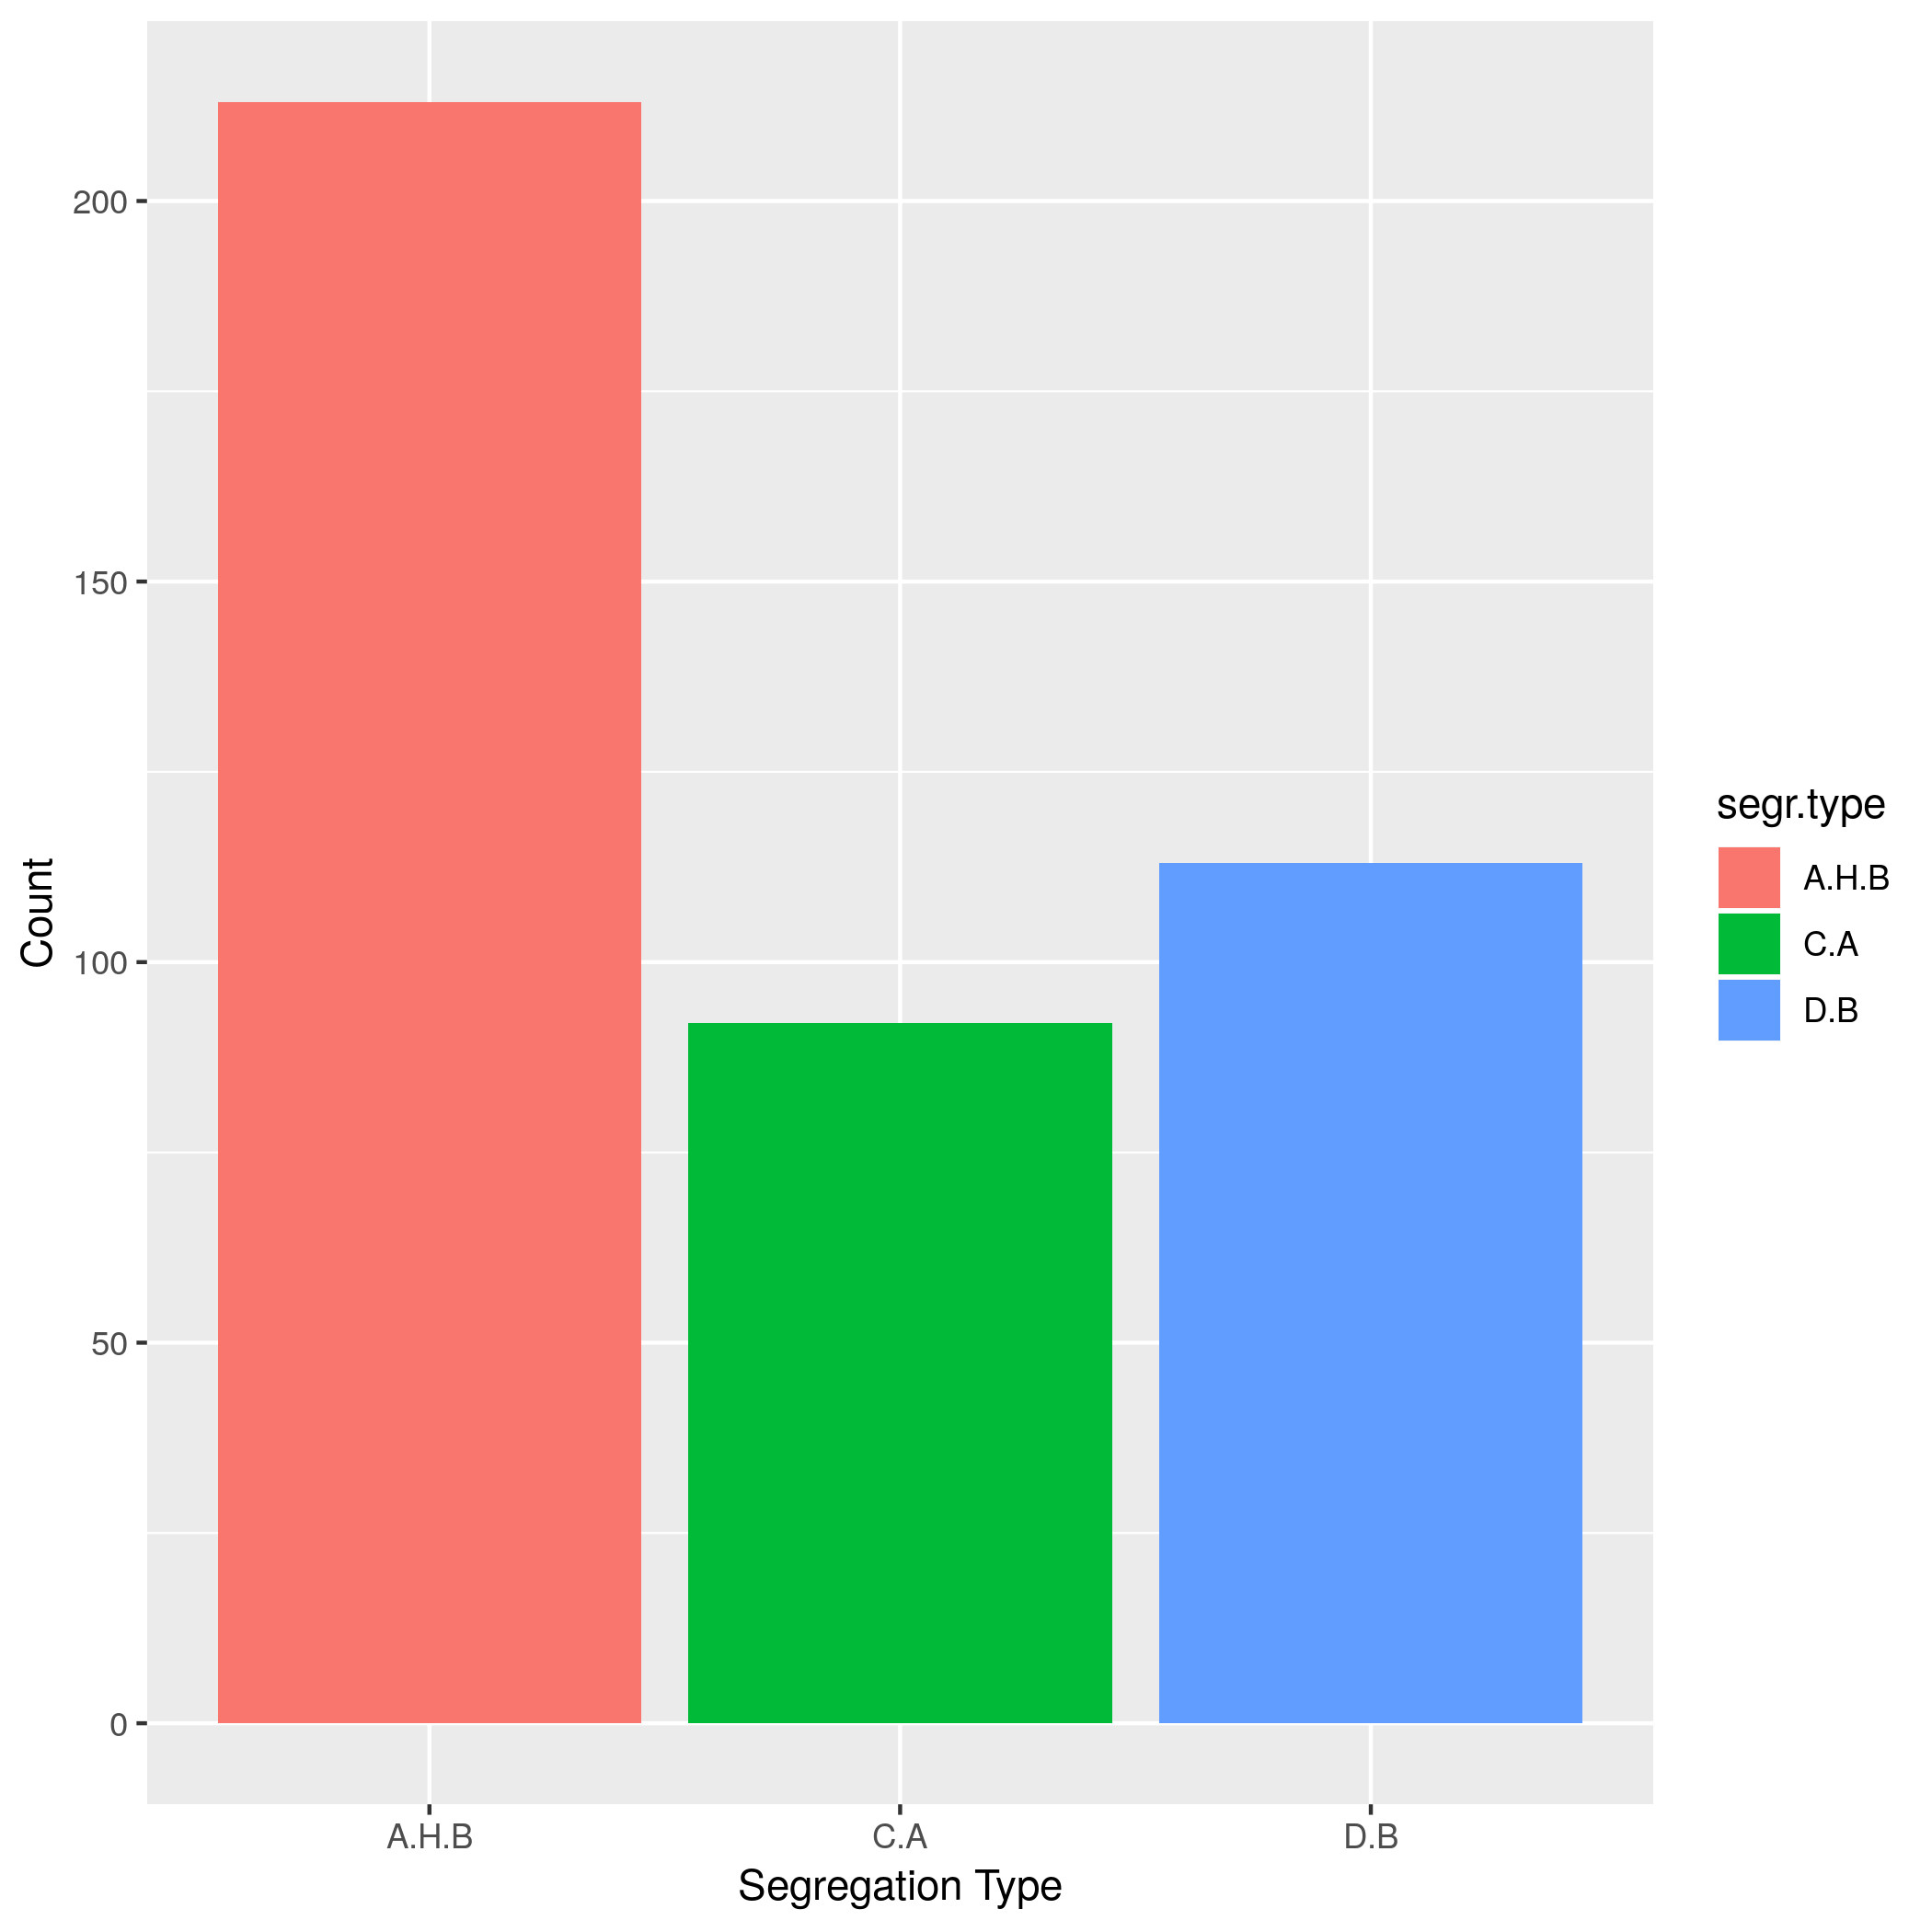 200
150
100
50
0
Count
A.H.B
C.A
D.B
Segregation Type
segr.type
A.H.B
C.A
D.B